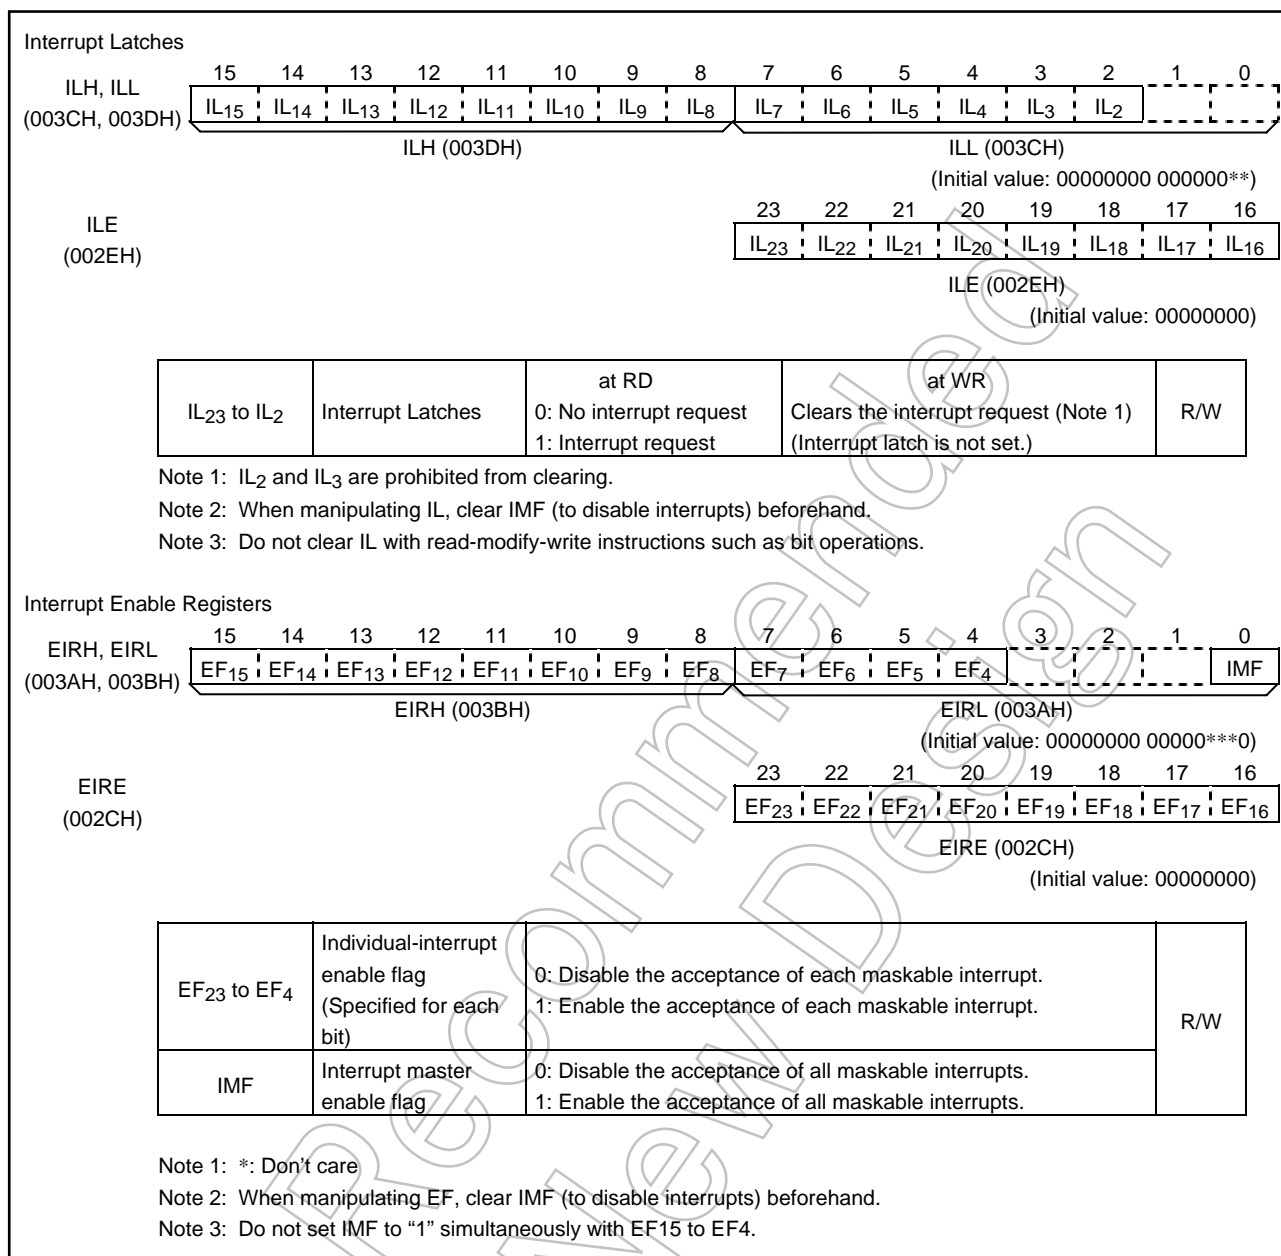 Interrupt Latches
15 14 13 12 11 10 9 8 7 6 5 4 3 2 1 0
ILH, ILL
(003CH, 003DH)
IL15 IL14 IL13 IL12 IL11 IL10 IL9 IL8 IL7 IL6 IL5 IL4 IL3 IL2
ILH (003DH) ILL (003CH)
(Initial value: 00000000 000000**)
23 22 21 20 19 18 17 16
ILE
(002EH)
IL23 IL22 IL21 IL20 IL19 IL18 IL17 IL16
ILE (002EH)
(Initial value: 00000000)
at RD at WR
IL23 to IL2 Interrupt Latches 0: No interrupt request Clears the interrupt request (Note 1) R/W
1: Interrupt request (Interrupt latch is not set.)
Note 1: IL2 and IL3 are prohibited from clearing.
Note 2: When manipulating IL, clear IMF (to disable interrupts) beforehand.
Note 3: Do not clear IL with read-modify-write instructions such as bit operations.
Interrupt Enable Registers
15 14 13 12 11 10 9 8 7 6 5 4 3 2 1 0
EIRH, EIRL
(003AH, 003BH)
EF15 EF14 EF13 EF12 EF11 EF10 EF9 EF8 EF7 EF6 EF5 EF4 IMF
EIRH (003BH) EIRL (003AH)
(Initial value: 00000000 00000***0)
23 22 21 20 19 18 17 16
EIRE
(002CH)
EF23 EF22 EF21 EF20 EF19 EF18 EF17 EF16
EIRE (002CH)
(Initial value: 00000000)
EF23 to EF4
Individual-interrupt
enable flag
(Specified for each
bit)
0: Disable the acceptance of each maskable interrupt.
1: Enable the acceptance of each maskable interrupt.
R/W
IMF
Interrupt master
enable flag
0: Disable the acceptance of all maskable interrupts.
1: Enable the acceptance of all maskable interrupts.
Note 1: *: Don't care
Note 2: When manipulating EF, clear IMF (to disable interrupts) beforehand.
Note 3: Do not set IMF to “1” simultaneously with EF15 to EF4.
Recommended
New Design